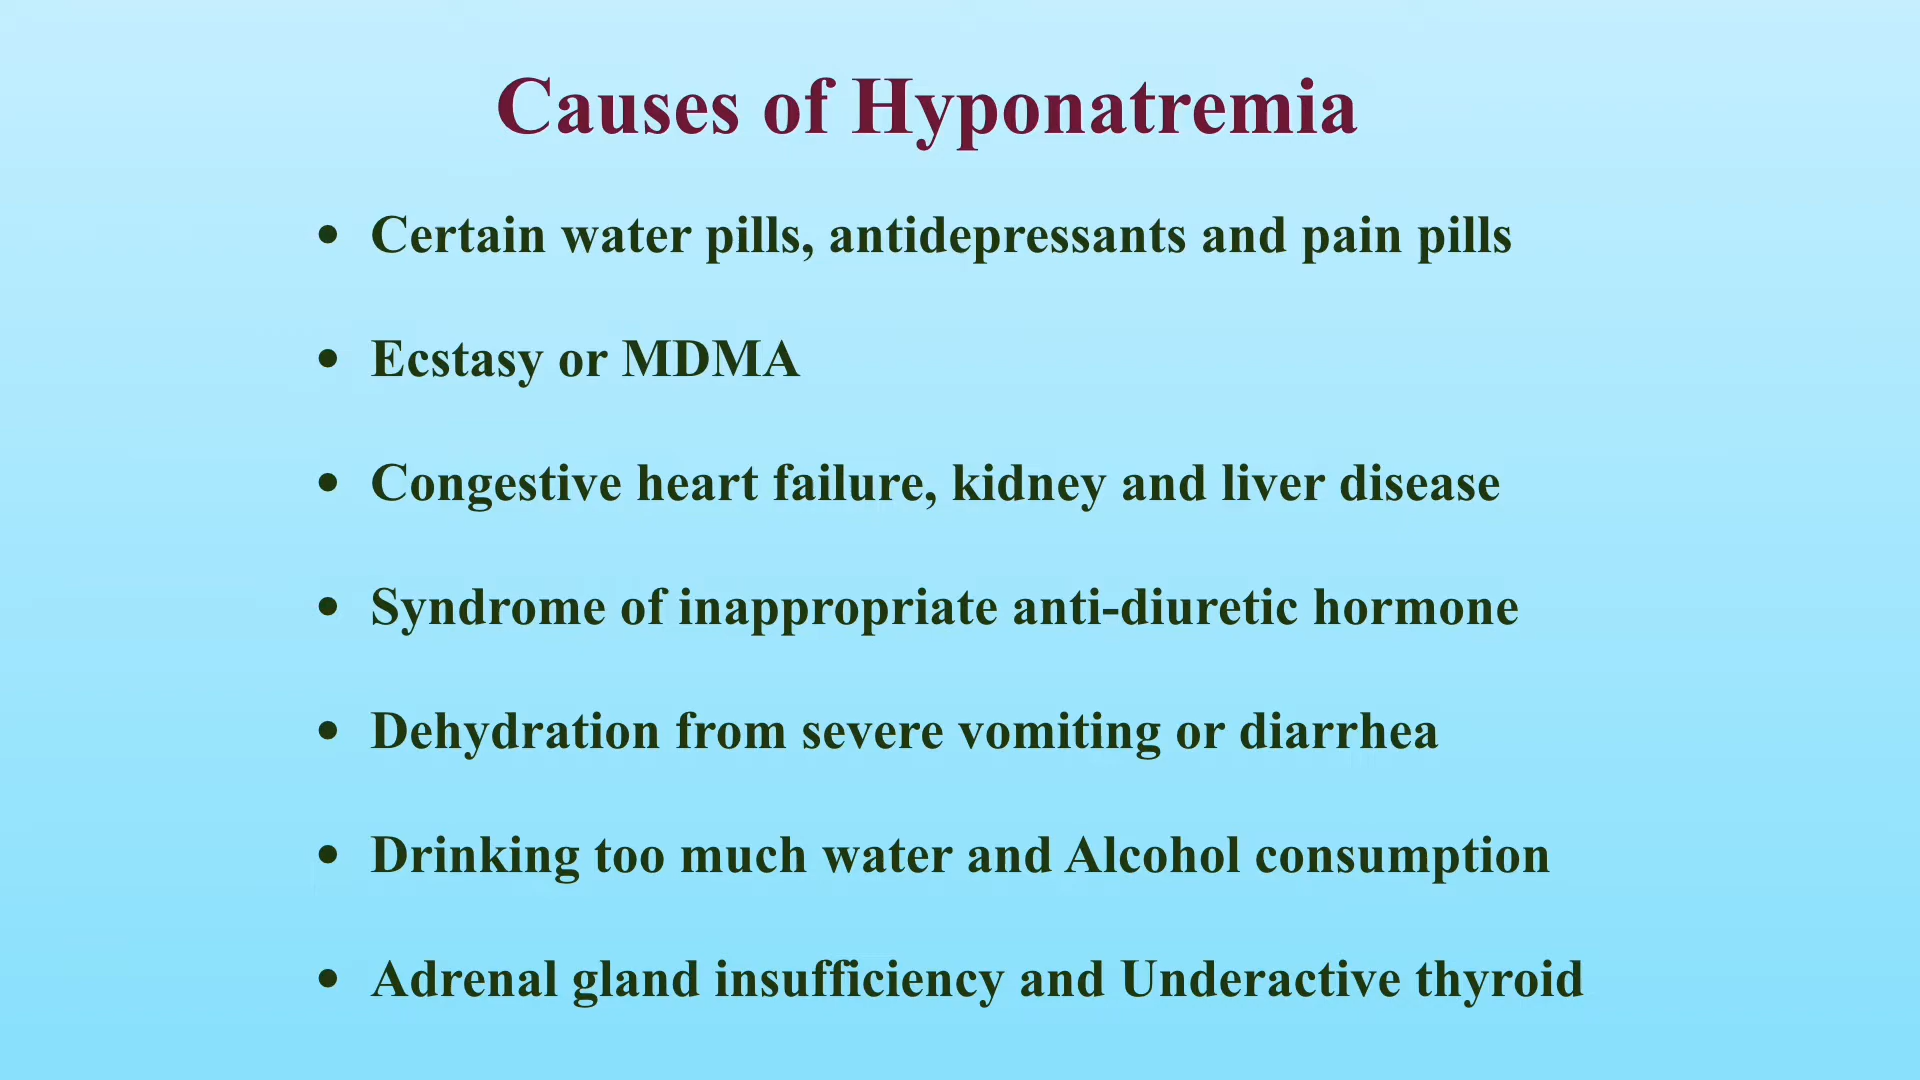 Causes of Hyponatremia
• Certain water pills, antidepressants and pain pills
• Ecstasy or MDMA
• Congestive heart failure, kidney and liver disease
• Syndrome of inappropriate anti-diuretic hormone
• Dehydration from severe vomiting or diarrhea
• Drinking too much water and Alcohol consumption
• Adrenal gland insufficiency and Underactive thyroid